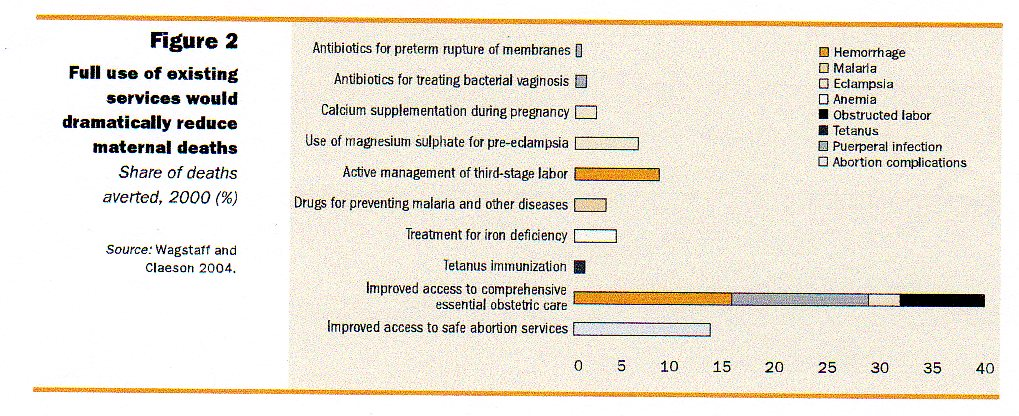 Figure 2
Full use of existing
services would
dramatically reduce
maternal deaths
Share of deaths
averted, 2000 (%)
Source: Wagstaff and
Claeson 2004.
Antibiotics for preterm rupture of membranes
Antibiotics for treating bacterial vaginosis
Calcium supplementation during pregnancy
Use of magnesium sulphate for pre-eclampsia
Active management of third-stage labor
Drugs for preventing malaria and other diseases
Treatment for iron deficiency
Tetanus immunization
Improved access to comprehensive
essential obstetric care
Improved access to safe abortion services
0 5 10 15 20 25 30 35 40
Hemorrhage
Malaria
Eclampsia
Anemia
Obstructed labor
Tetanus
Puerperal infection
Abortion complications